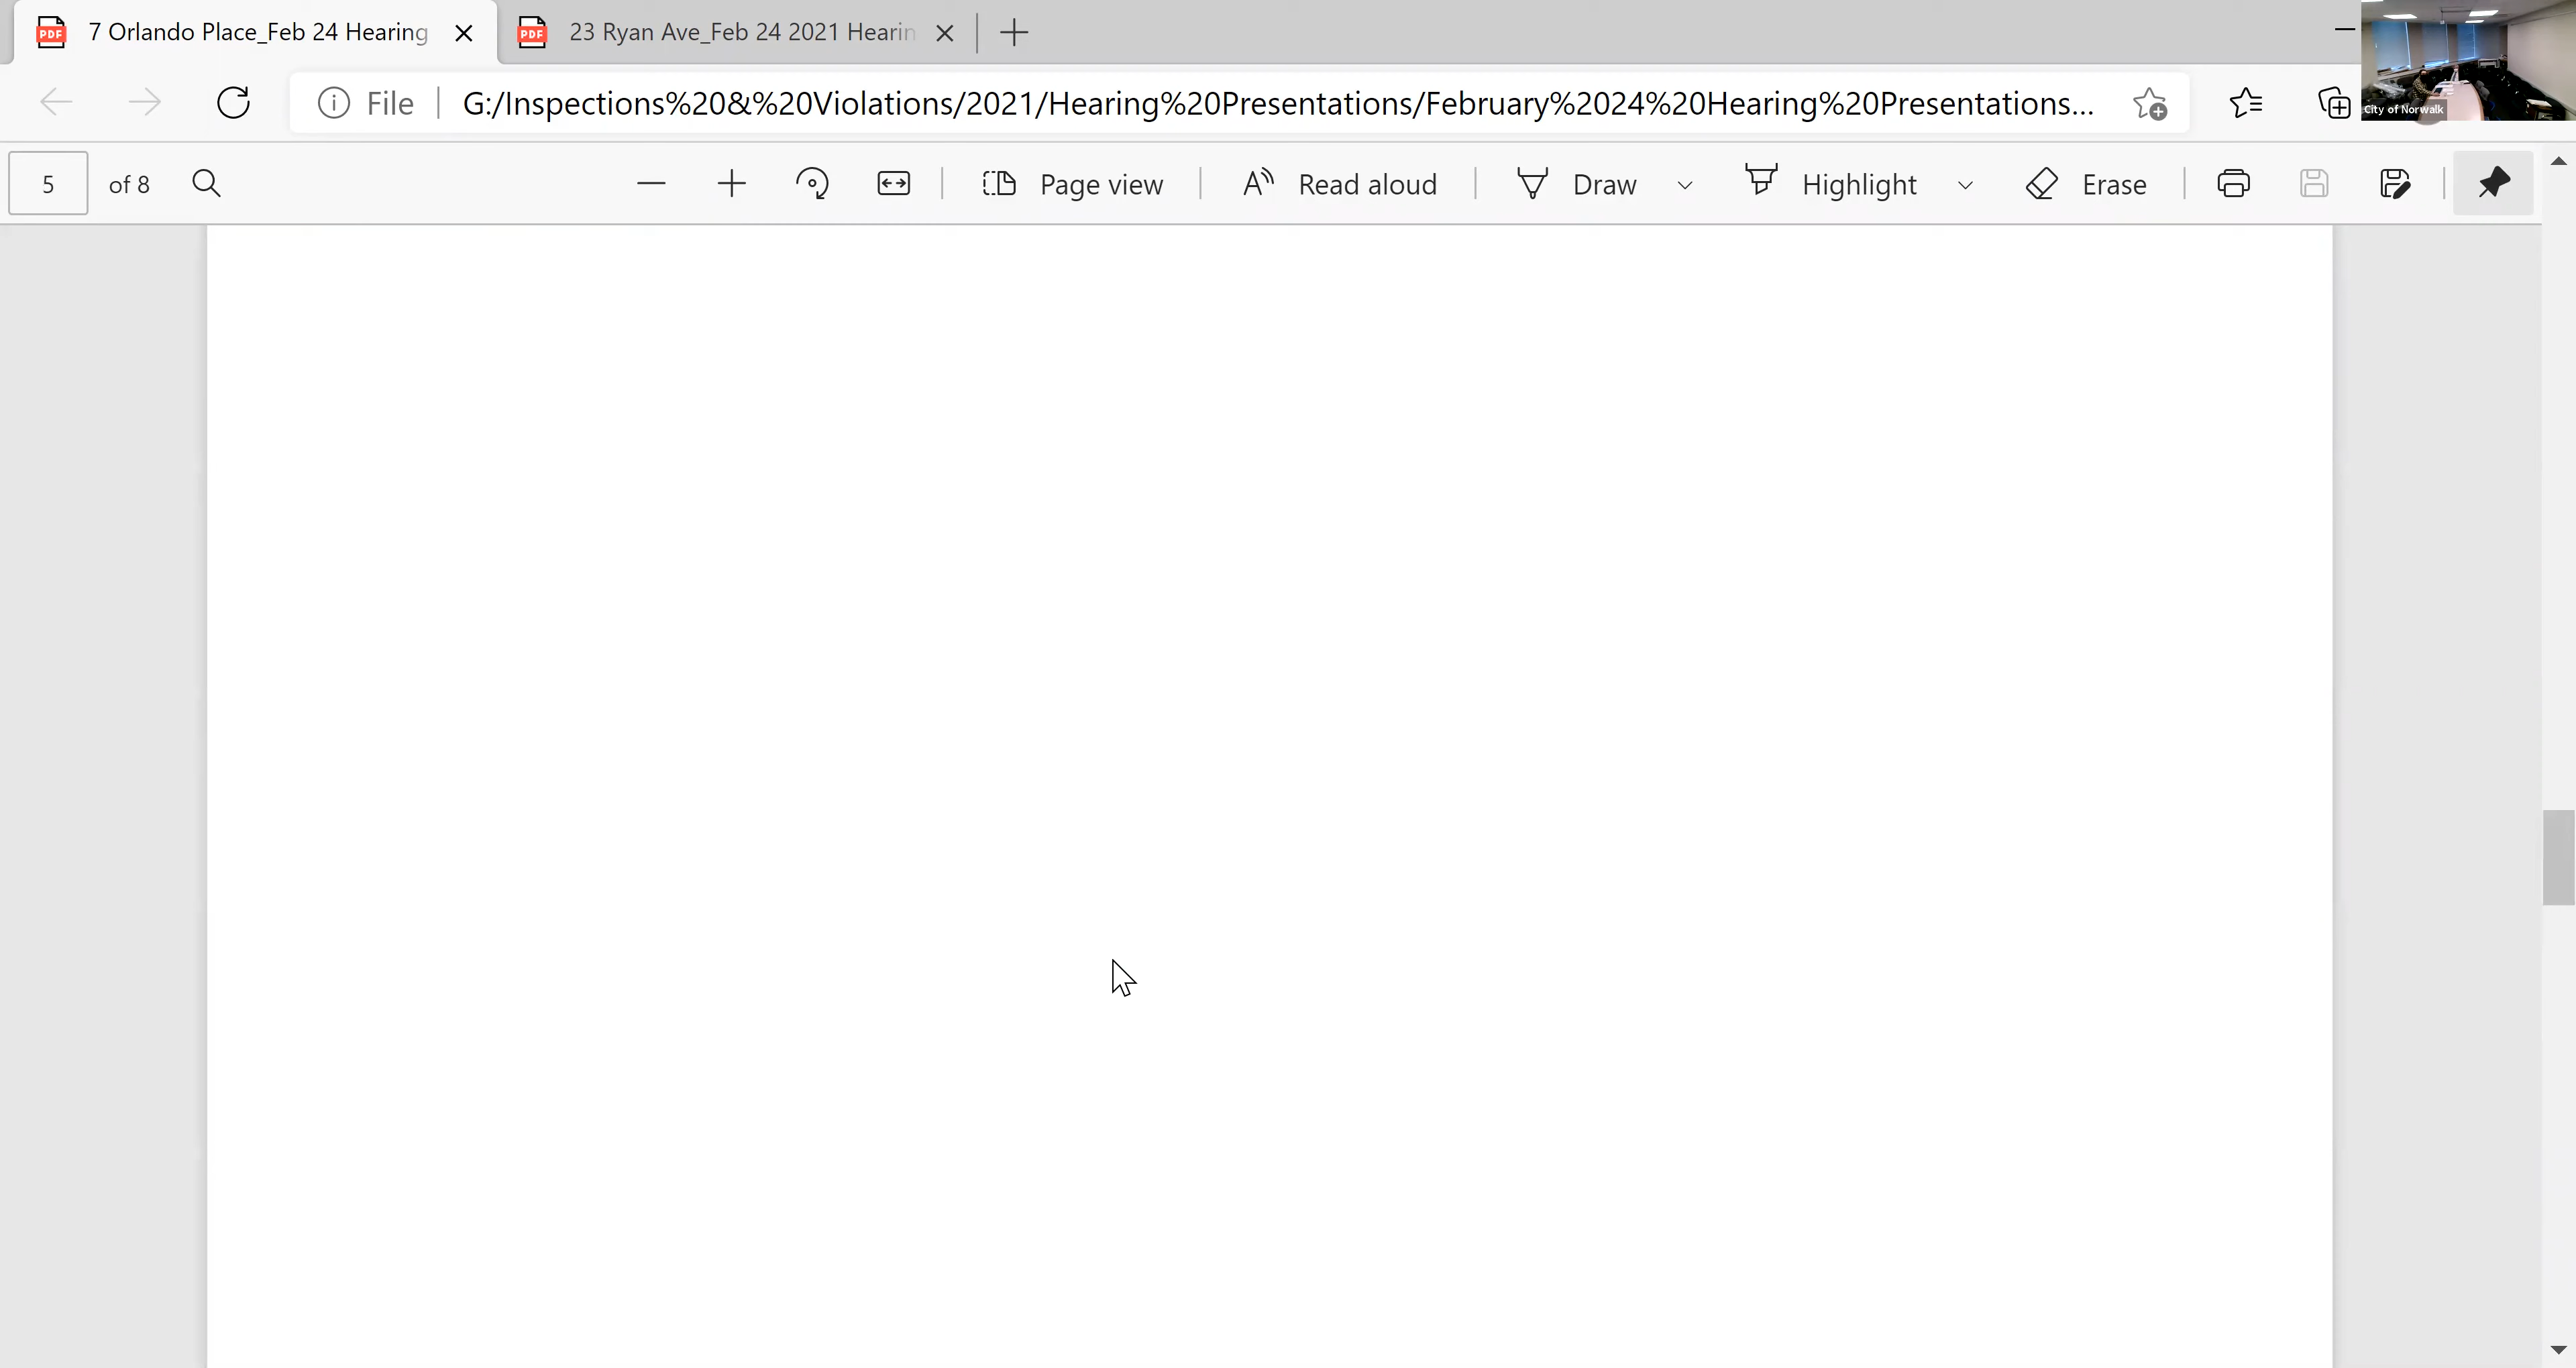 7 Orlando Place_Feb 24 Hearing
23 Ryan Ave_Feb 24 2021 Hearin
File
G:/Inspections%20&%20Violations/2021/Hearing%20Presentations/February%2024%20Hearing%20Presentations...
City of Norwalk
5 of 8
Page view
Read aloud
Draw
Highlight
Erase